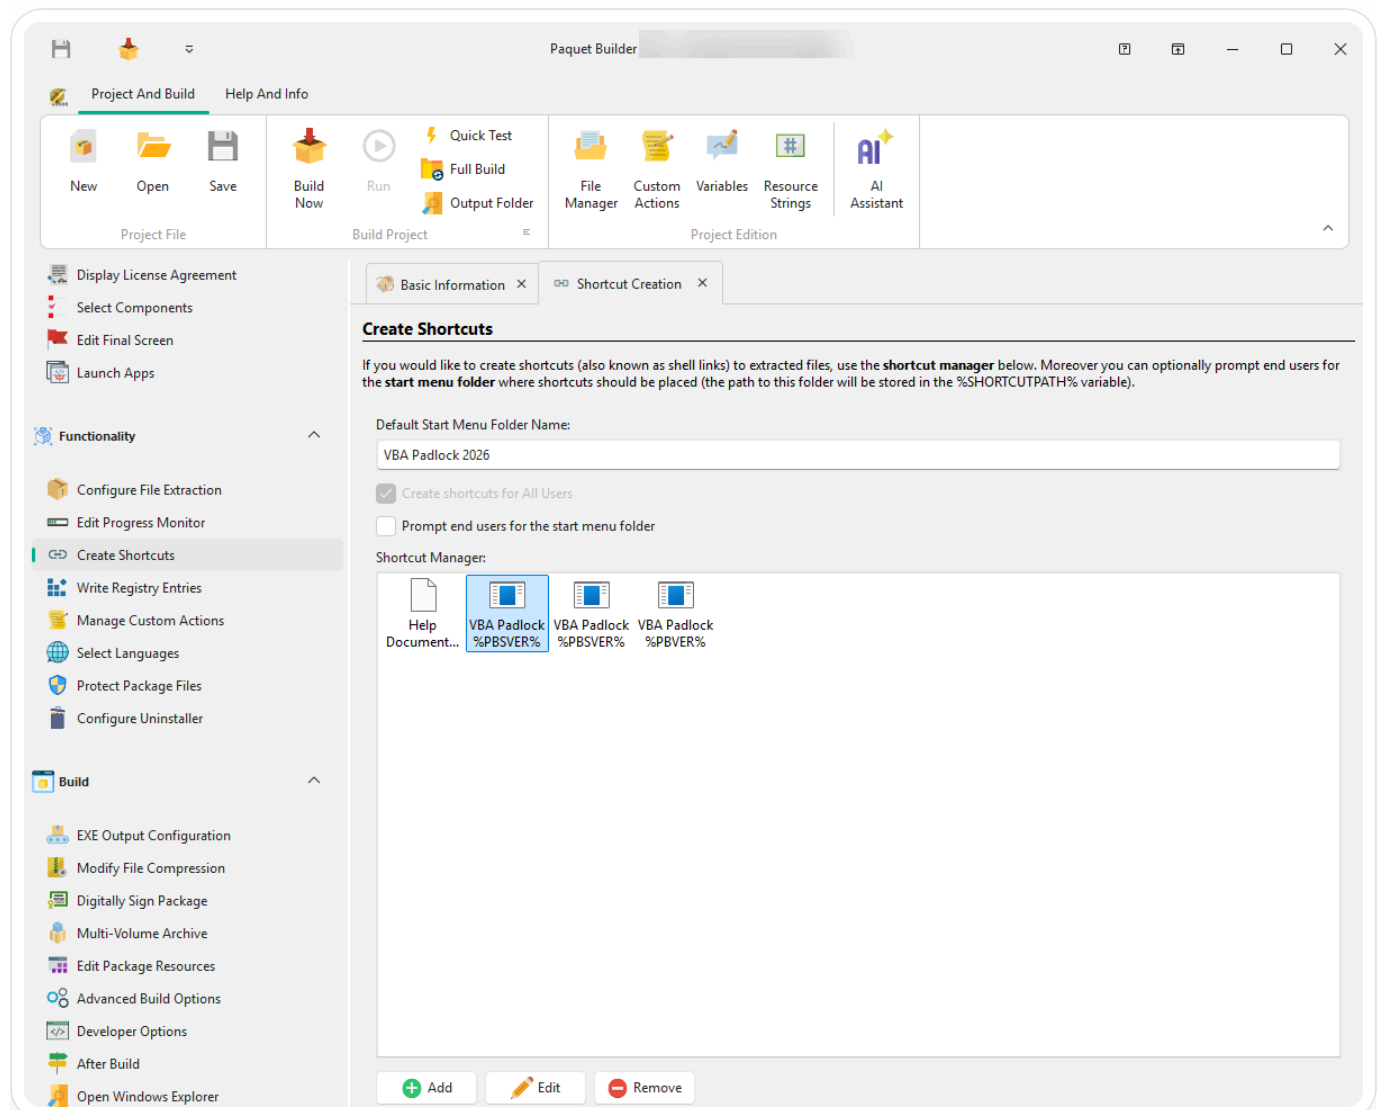 Paquet Builder
Project And Build
Help And Info
New
Open
Save
Build Now
Run
Quick Test
Full Build
Output Folder
File Manager
Custom Actions
Variables
Resource Strings
AI
AI Assistant
Project File
Build Project
Project Edition
Display License Agreement
Select Components
Edit Final Screen
Launch Apps
Functionality
Configure File Extraction
Edit Progress Monitor
Create Shortcuts
Write Registry Entries
Manage Custom Actions
Select Languages
Protect Package Files
Configure Uninstaller
Build
EXE Output Configuration
Modify File Compression
Digitally Sign Package
Multi-Volume Archive
Edit Package Resources
Advanced Build Options
Developer Options
After Build
Open Windows Explorer
Basic Information
Shortcut Creation
Create Shortcuts
If you would like to create shortcuts (also known as shell links) to extracted files, use the shortcut manager below. Moreover you can optionally prompt end users for
the start menu folder where shortcuts should be placed (the path to this folder will be stored in the %SHORTCUTPATH% variable).
Default Start Menu Folder Name:
VBA Padlock 2026
Create shortcuts for All Users
Prompt end users for the start menu folder
Shortcut Manager:
Help
Document...
VBA Padlock
%PBSVER%
VBA Padlock
%PBSVER%
VBA Padlock
%PBVER%
Add
Edit
Remove